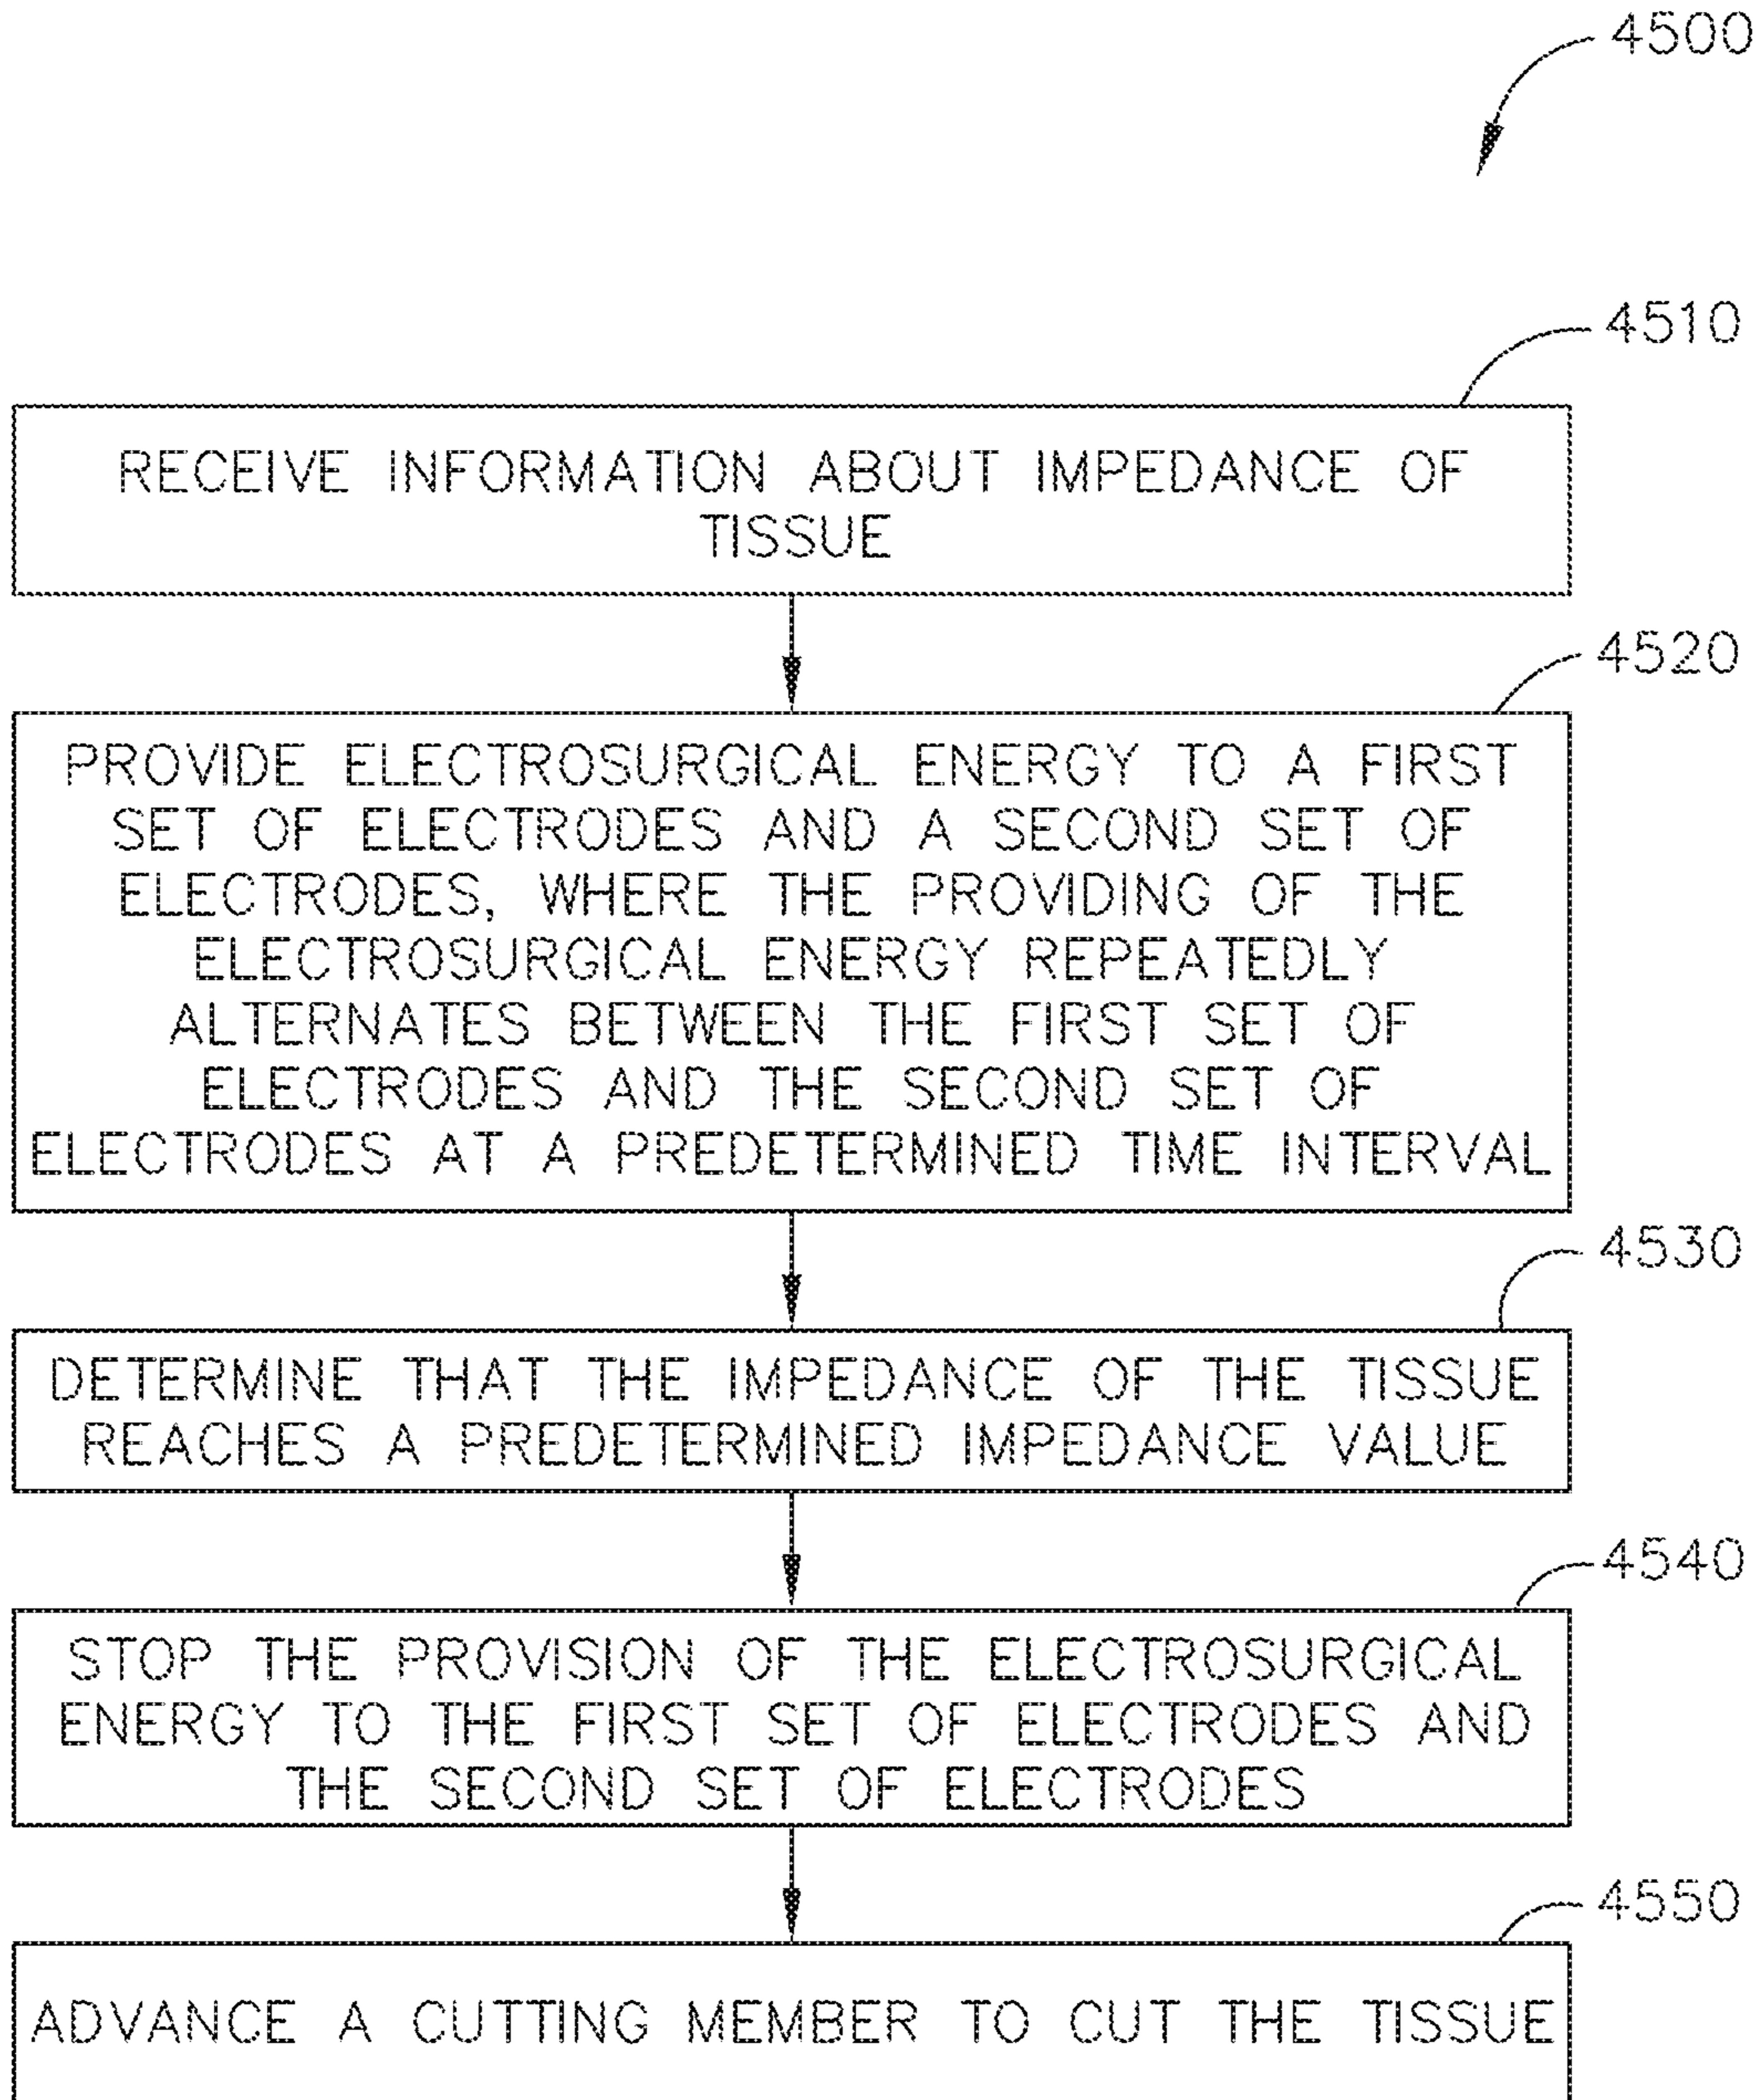 4500
4510
RECEIVE INFORMATION ABOUT IMPEDANCE OF
TISSUE
4520
PROVIDE ELECTROSURGICAL ENERGY TO A FIRST
SET OF ELECTRODES AND A SECOND SET OF
ELECTRODES, WHERE THE PROVIDING OF THE
ELECTROSURGICAL ENERGY REPEATEDLY
ALTERNATES BETWEEN THE FIRST SET OF
ELECTRODES AND THE SECOND SET OF
ELECTRODES AT A PREDETERMINED TIME INTERVAL
4530
DETERMINE THAT THE IMPEDANCE OF THE TISSUE
REACHES A PREDETERMINED IMPEDANCE VALUE
4540
STOP THE PROVISION OF THE ELECTROSURGICAL
ENERGY TO THE FIRST SET OF ELECTRODES AND
THE SECOND SET OF ELECTRODES
4550
ADVANCE A CUTTING MEMBER TO CUT THE TISSUE